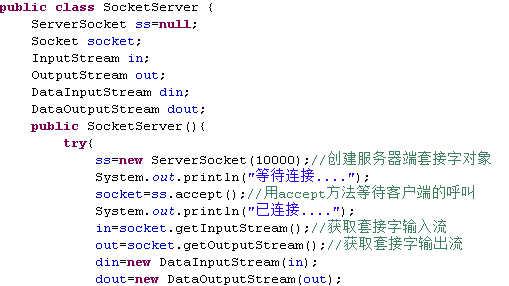 public class SocketServer {
ServerSocket ss=null;
Socket socket;
InputStream in;
OutputStream out;
DataInputStream din;
DataOutputStream dout;
public SocketServer(){
try{
ss=new ServerSocket(10000);//创建服务器端套接字对象
System.out.println("等待连接....");
socket=ss.accept();//用accept方法等待客户端的呼叫
System.out.println("已连接....");
in=socket.getInputStream();//获取套接字输入流
out=socket.getOutputStream();//获取套接字输出流
din=new DataInputStream(in);
dout=new DataOutputStream(out);